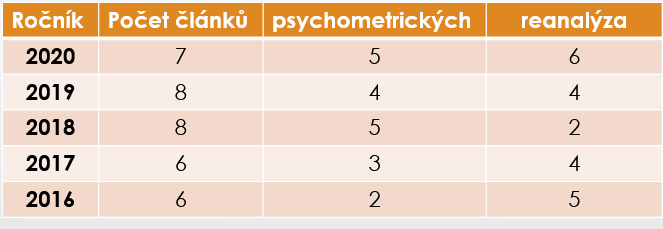 Ročník Počet článků psychometrických reanalýza
2020 7 5 6
2019 8 4 4
2018 8 5 2
2017 6 3 4
2016 6 2 5